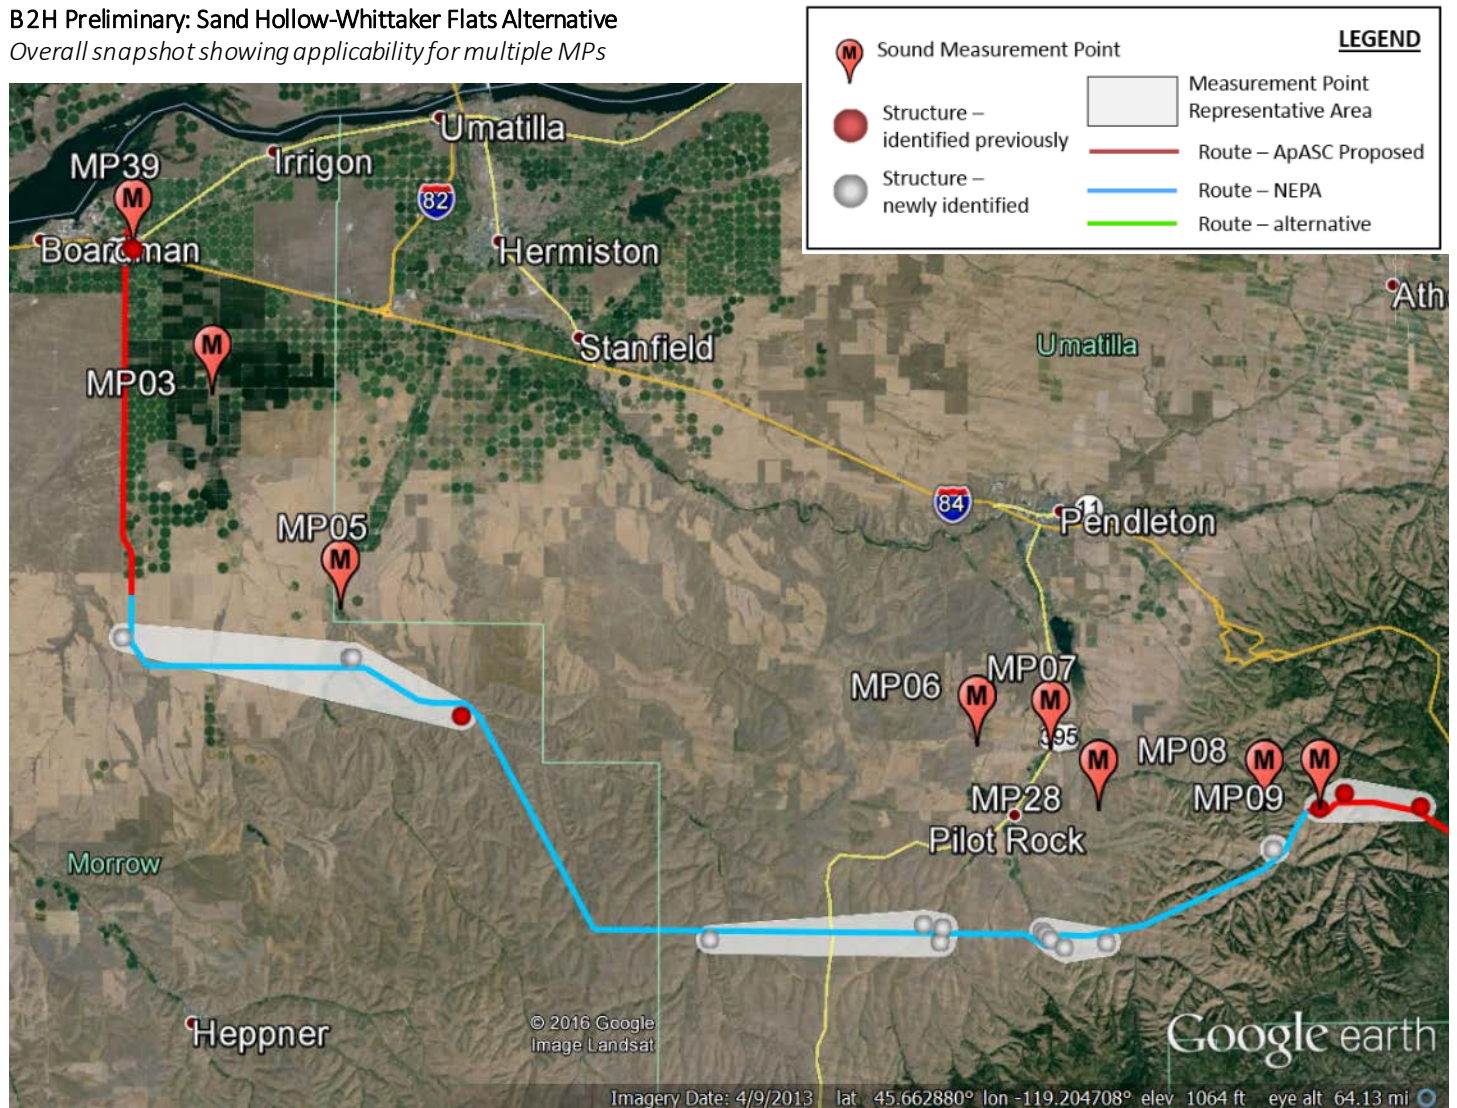 B2H Preliminary: Sand Hollow-Whittaker Flats Alternative
Overall snapshot showing applicability for multiple MPs
LEGEND
M
Sound Measurement Point
Structure –
identified previously
Structure –
newly identified
Measurement Point
Representative Area
Route – ApASC Proposed
Route – NEPA
Route – alternative
Umatilla
Irrigon
MP39
M
82
Boardman
Hermiston
Ath
Stanfield
Umatilla
M
MP03
84
11
Pendleton
MP05
M
MP06
M
MP07
M
395
M
MP08
M
M
MP09
MP28
Pilot Rock
Morrow
Heppner
© 2016 Google
Image Landsat
Google earth
Imagery Date: 4/9/2013 lat 45.662880° lon -119.204708° elev 1064 ft eye alt 64.13 mi